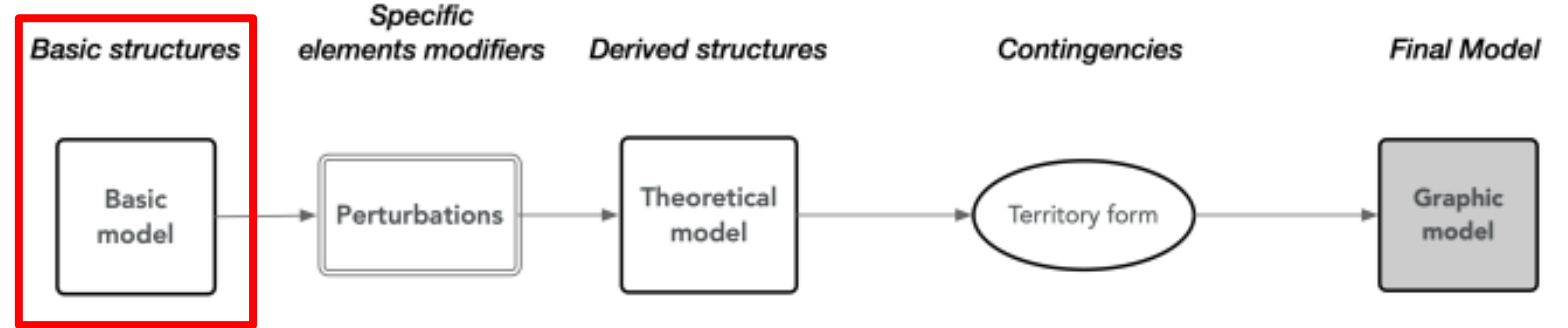 Basic structures
Specific
elements modifiers
Derived structures
Contingencies
Final Model
Basic
model
Perturbations
Theoretical
model
Territory form
Graphic
model